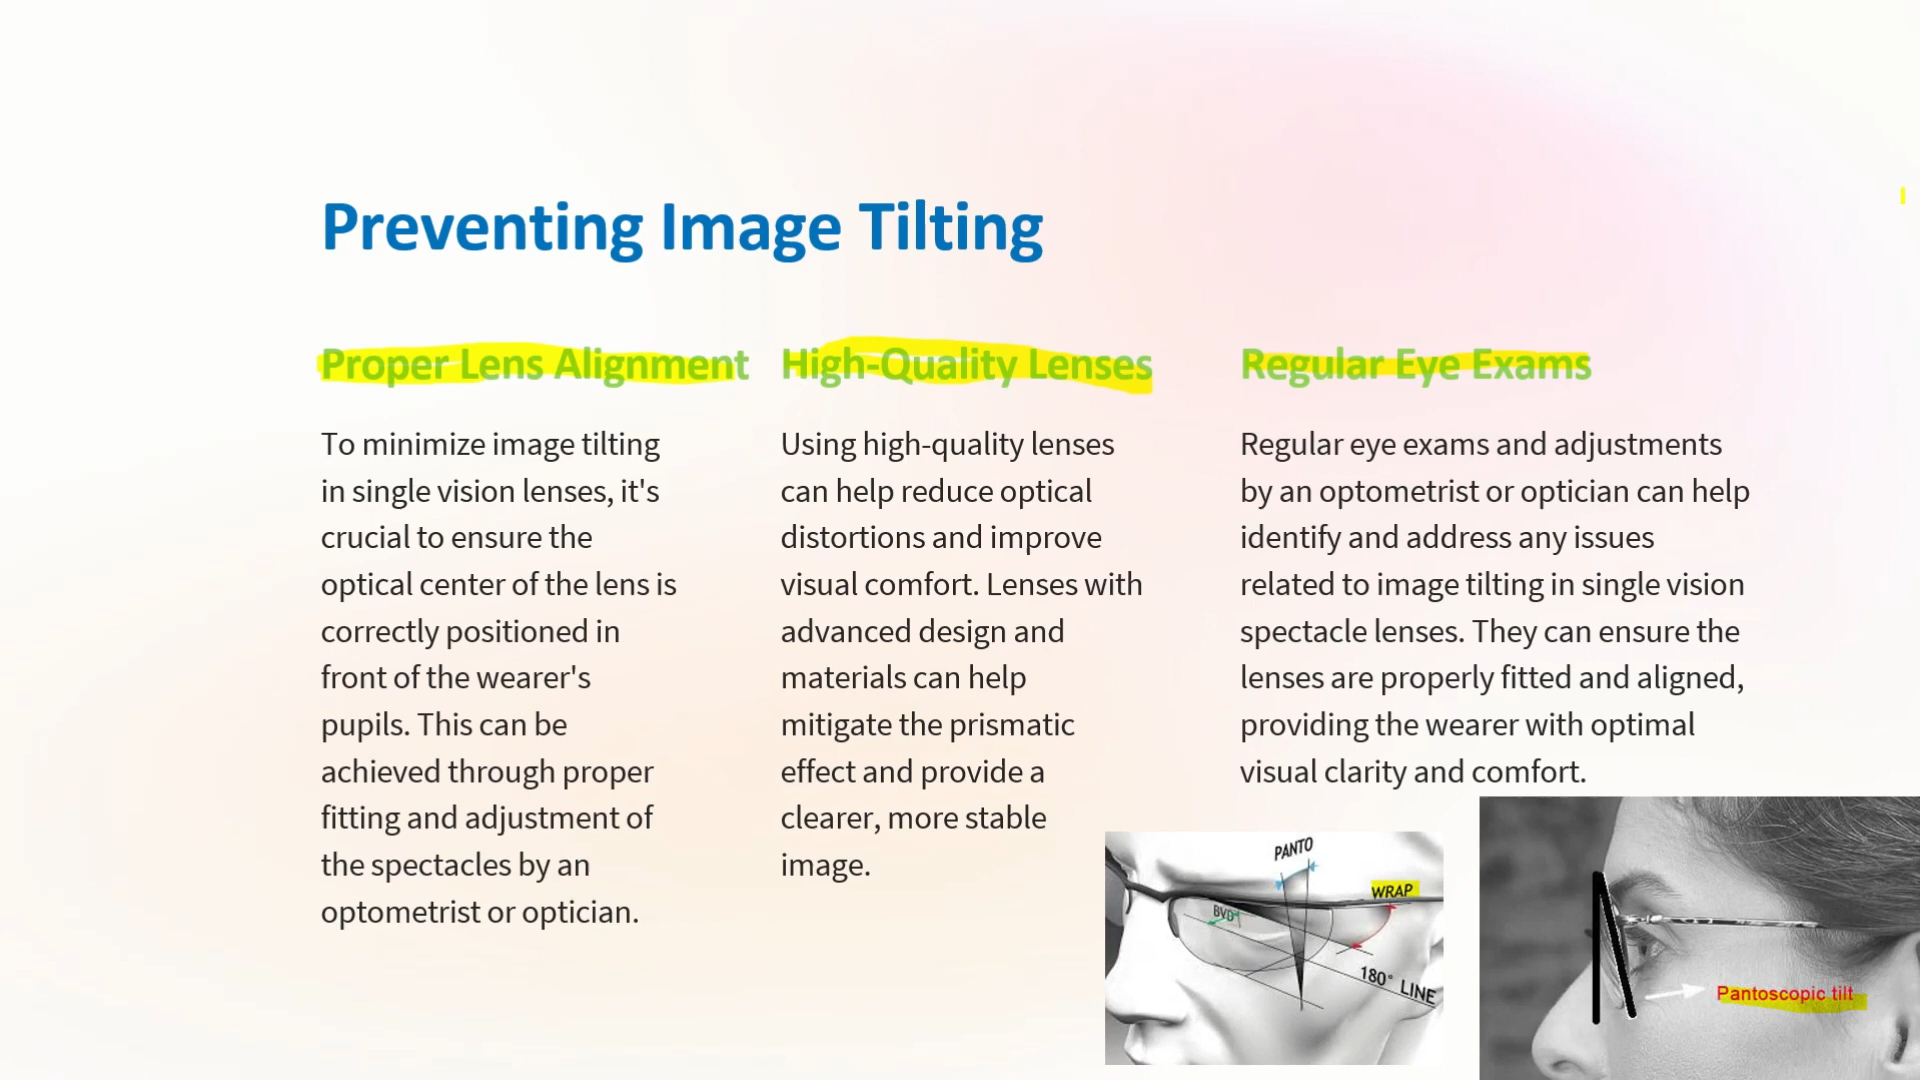 Preventing Image Tilting
Proper Lens Alignment
To minimize image tilting
in single vision lenses, it's
crucial to ensure the
optical center of the lens is
correctly positioned in
front of the wearer's
pupils. This can be
achieved through proper
fitting and adjustment of
the spectacles by an
optometrist or optician.
High-Quality Lenses
Using high-quality lenses
can help reduce optical
distortions and improve
visual comfort. Lenses with
advanced design and
materials can help
mitigate the prismatic
effect and provide a
clearer, more stable
image.
Regular Eye Exams
Regular eye exams and adjustments
by an optometrist or optician can help
identify and address any issues
related to image tilting in single vision
spectacle lenses. They can ensure the
lenses are properly fitted and aligned,
providing the wearer with optimal
visual clarity and comfort.
PANTO
WRAP
BVD
180° LINE
Pantoscopic tilt